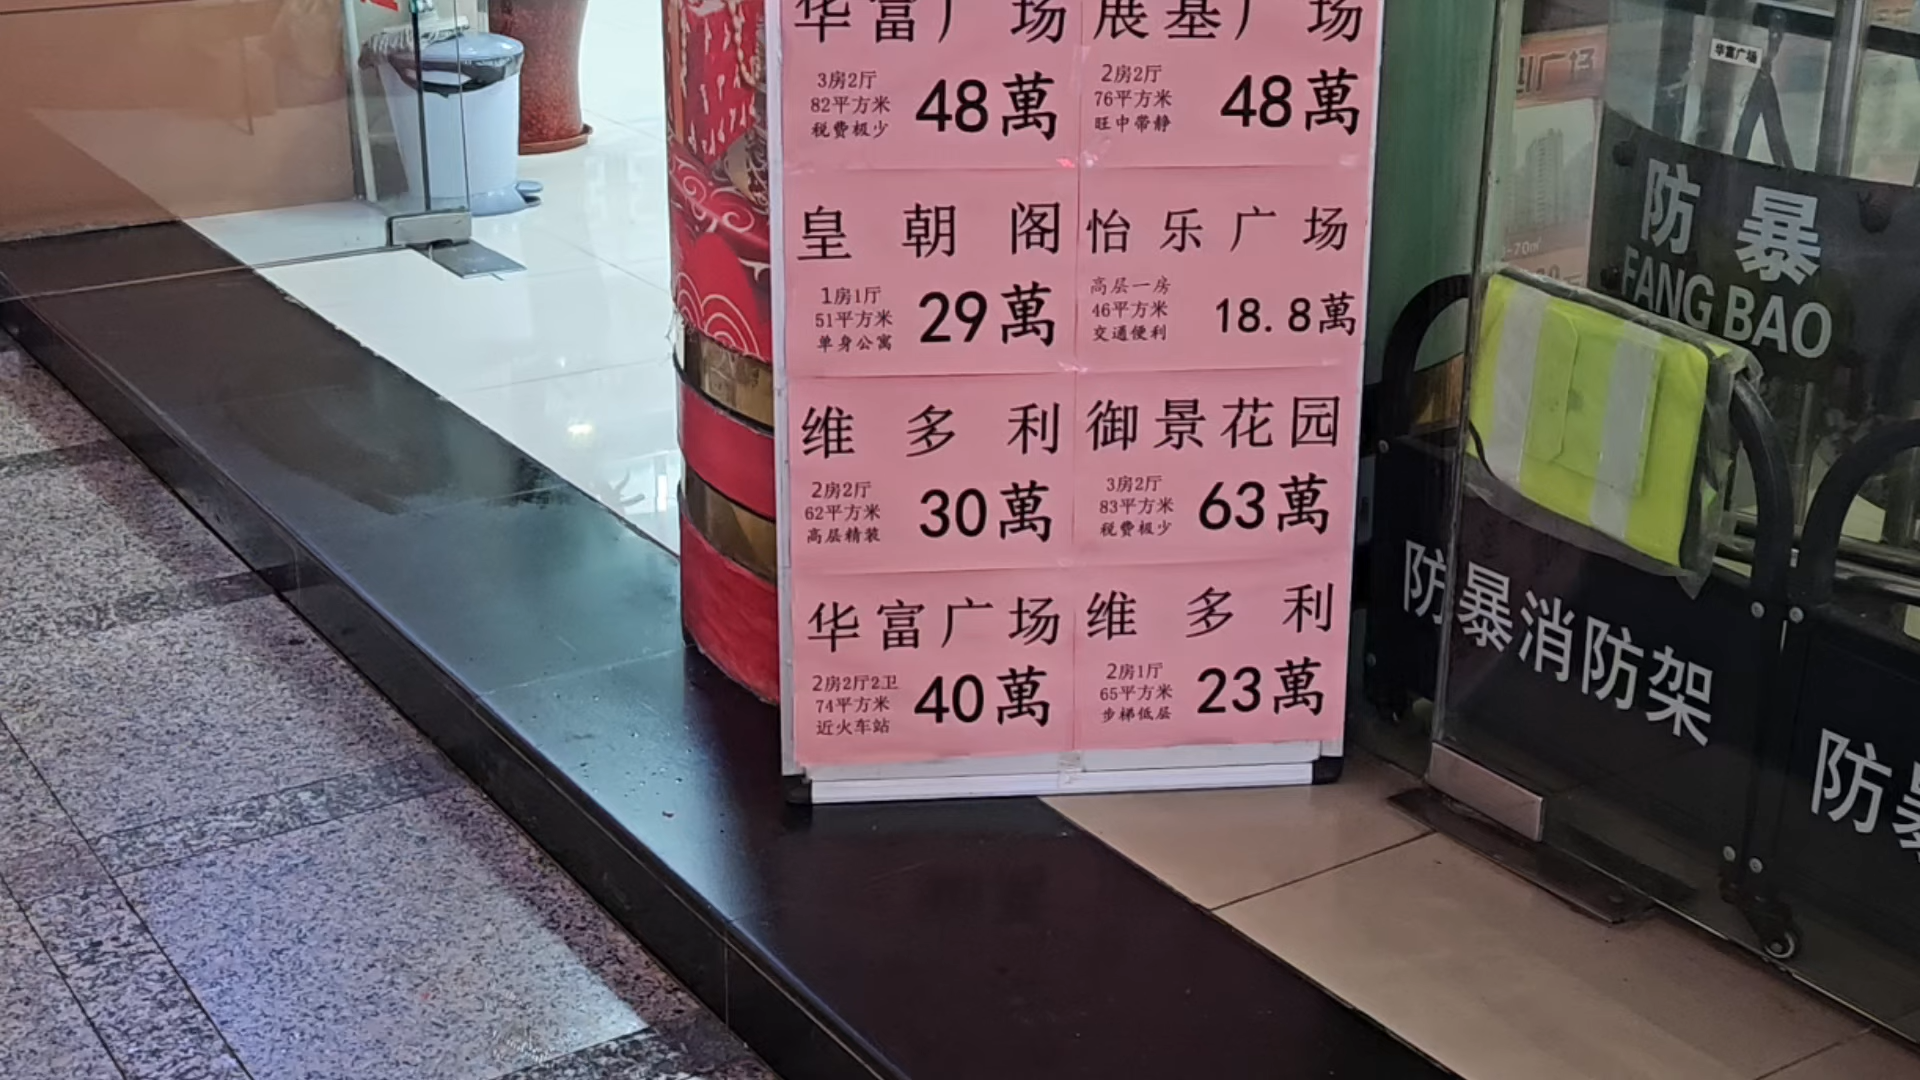 华富广场
3房2厅
82平方米
税费极少
48萬
展基广场
2房2厅
76平方米
旺中带静
48萬
皇朝阁
1房1厅
51平方米
单身公寓
29萬
怡乐广场
高层一房
46平方米
交通便利
18.8萬
维多利
2房2厅
62平方米
高层精装
30萬
御景花园
3房2厅
83平方米
税费极少
63萬
华富广场
2房2厅2卫
74平方米
近火车站
40萬
维多利
2房1厅
65平方米
步梯低层
23萬
华富广场
防暴
FANG BAO
防暴消防架
防暴